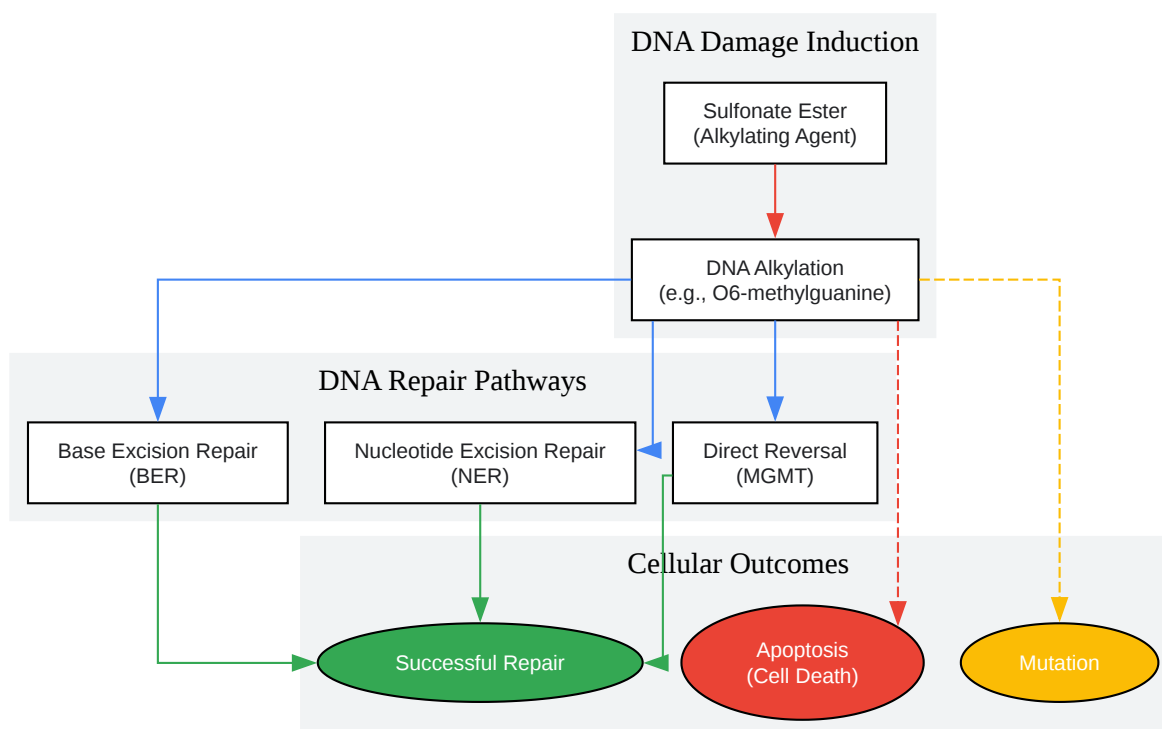 DNA Damage Induction
Sulfonate Ester
(Alkylating Agent)
DNA Alkylation
(e.g., O6-methylguanine)
DNA Repair Pathways
Base Excision Repair
(BER)
Nucleotide Excision Repair
(NER)
Direct Reversal
(MGMT)
Cellular Outcomes
Successful Repair
Apoptosis
(Cell Death)
Mutation